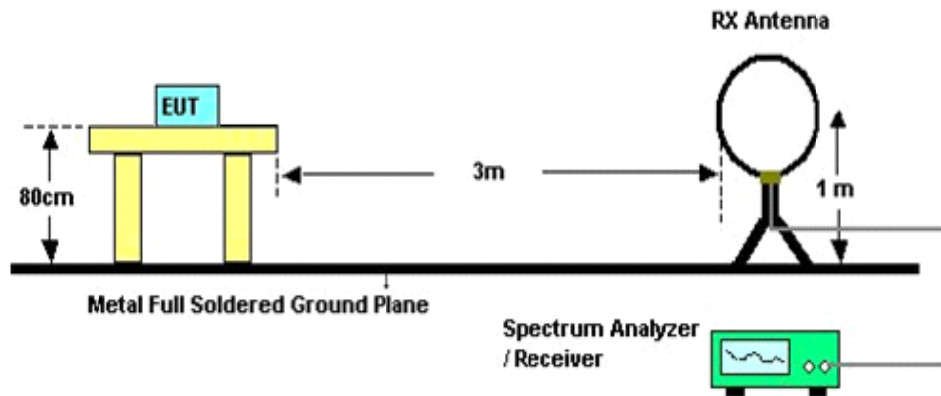 RX Antenna
EUT
80cm
3m
1 m
Metal Full Soldered Ground Plane
Spectrum Analyzer
/ Receiver